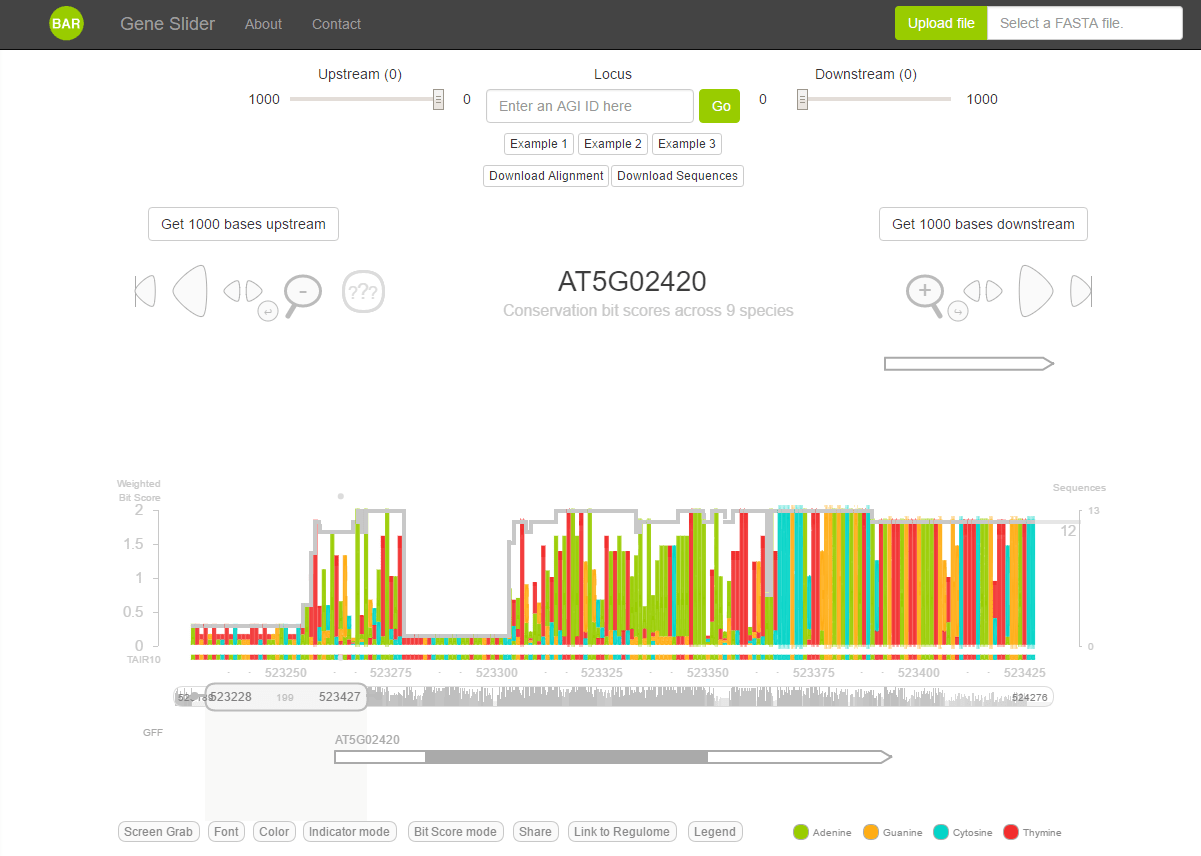 BAR Gene Slider About Contact Upload file Select a FASTA file.
Upstream (0) Locus Downstream (0)
1000 0 Enter an AGI ID here Go 0 1000
Example 1 Example 2 Example 3
Download Alignment Download Sequences
Get 1000 bases upstream Get 1000 bases downstream
- ??? AT5G02420 +
Conservation bit scores across 9 species
Weighted
Bit Score Sequences
2 13
12
1.5
1
0.5
0 0
TAIR10
523250 523275 523300 523325 523350 523375 523400 523425
523228 199 523427 524276
GFF AT5G02420
Screen Grab Font Color Indicator mode Bit Score mode Share Link to Regulome Legend Adenine Guanine Cytosine Thymine